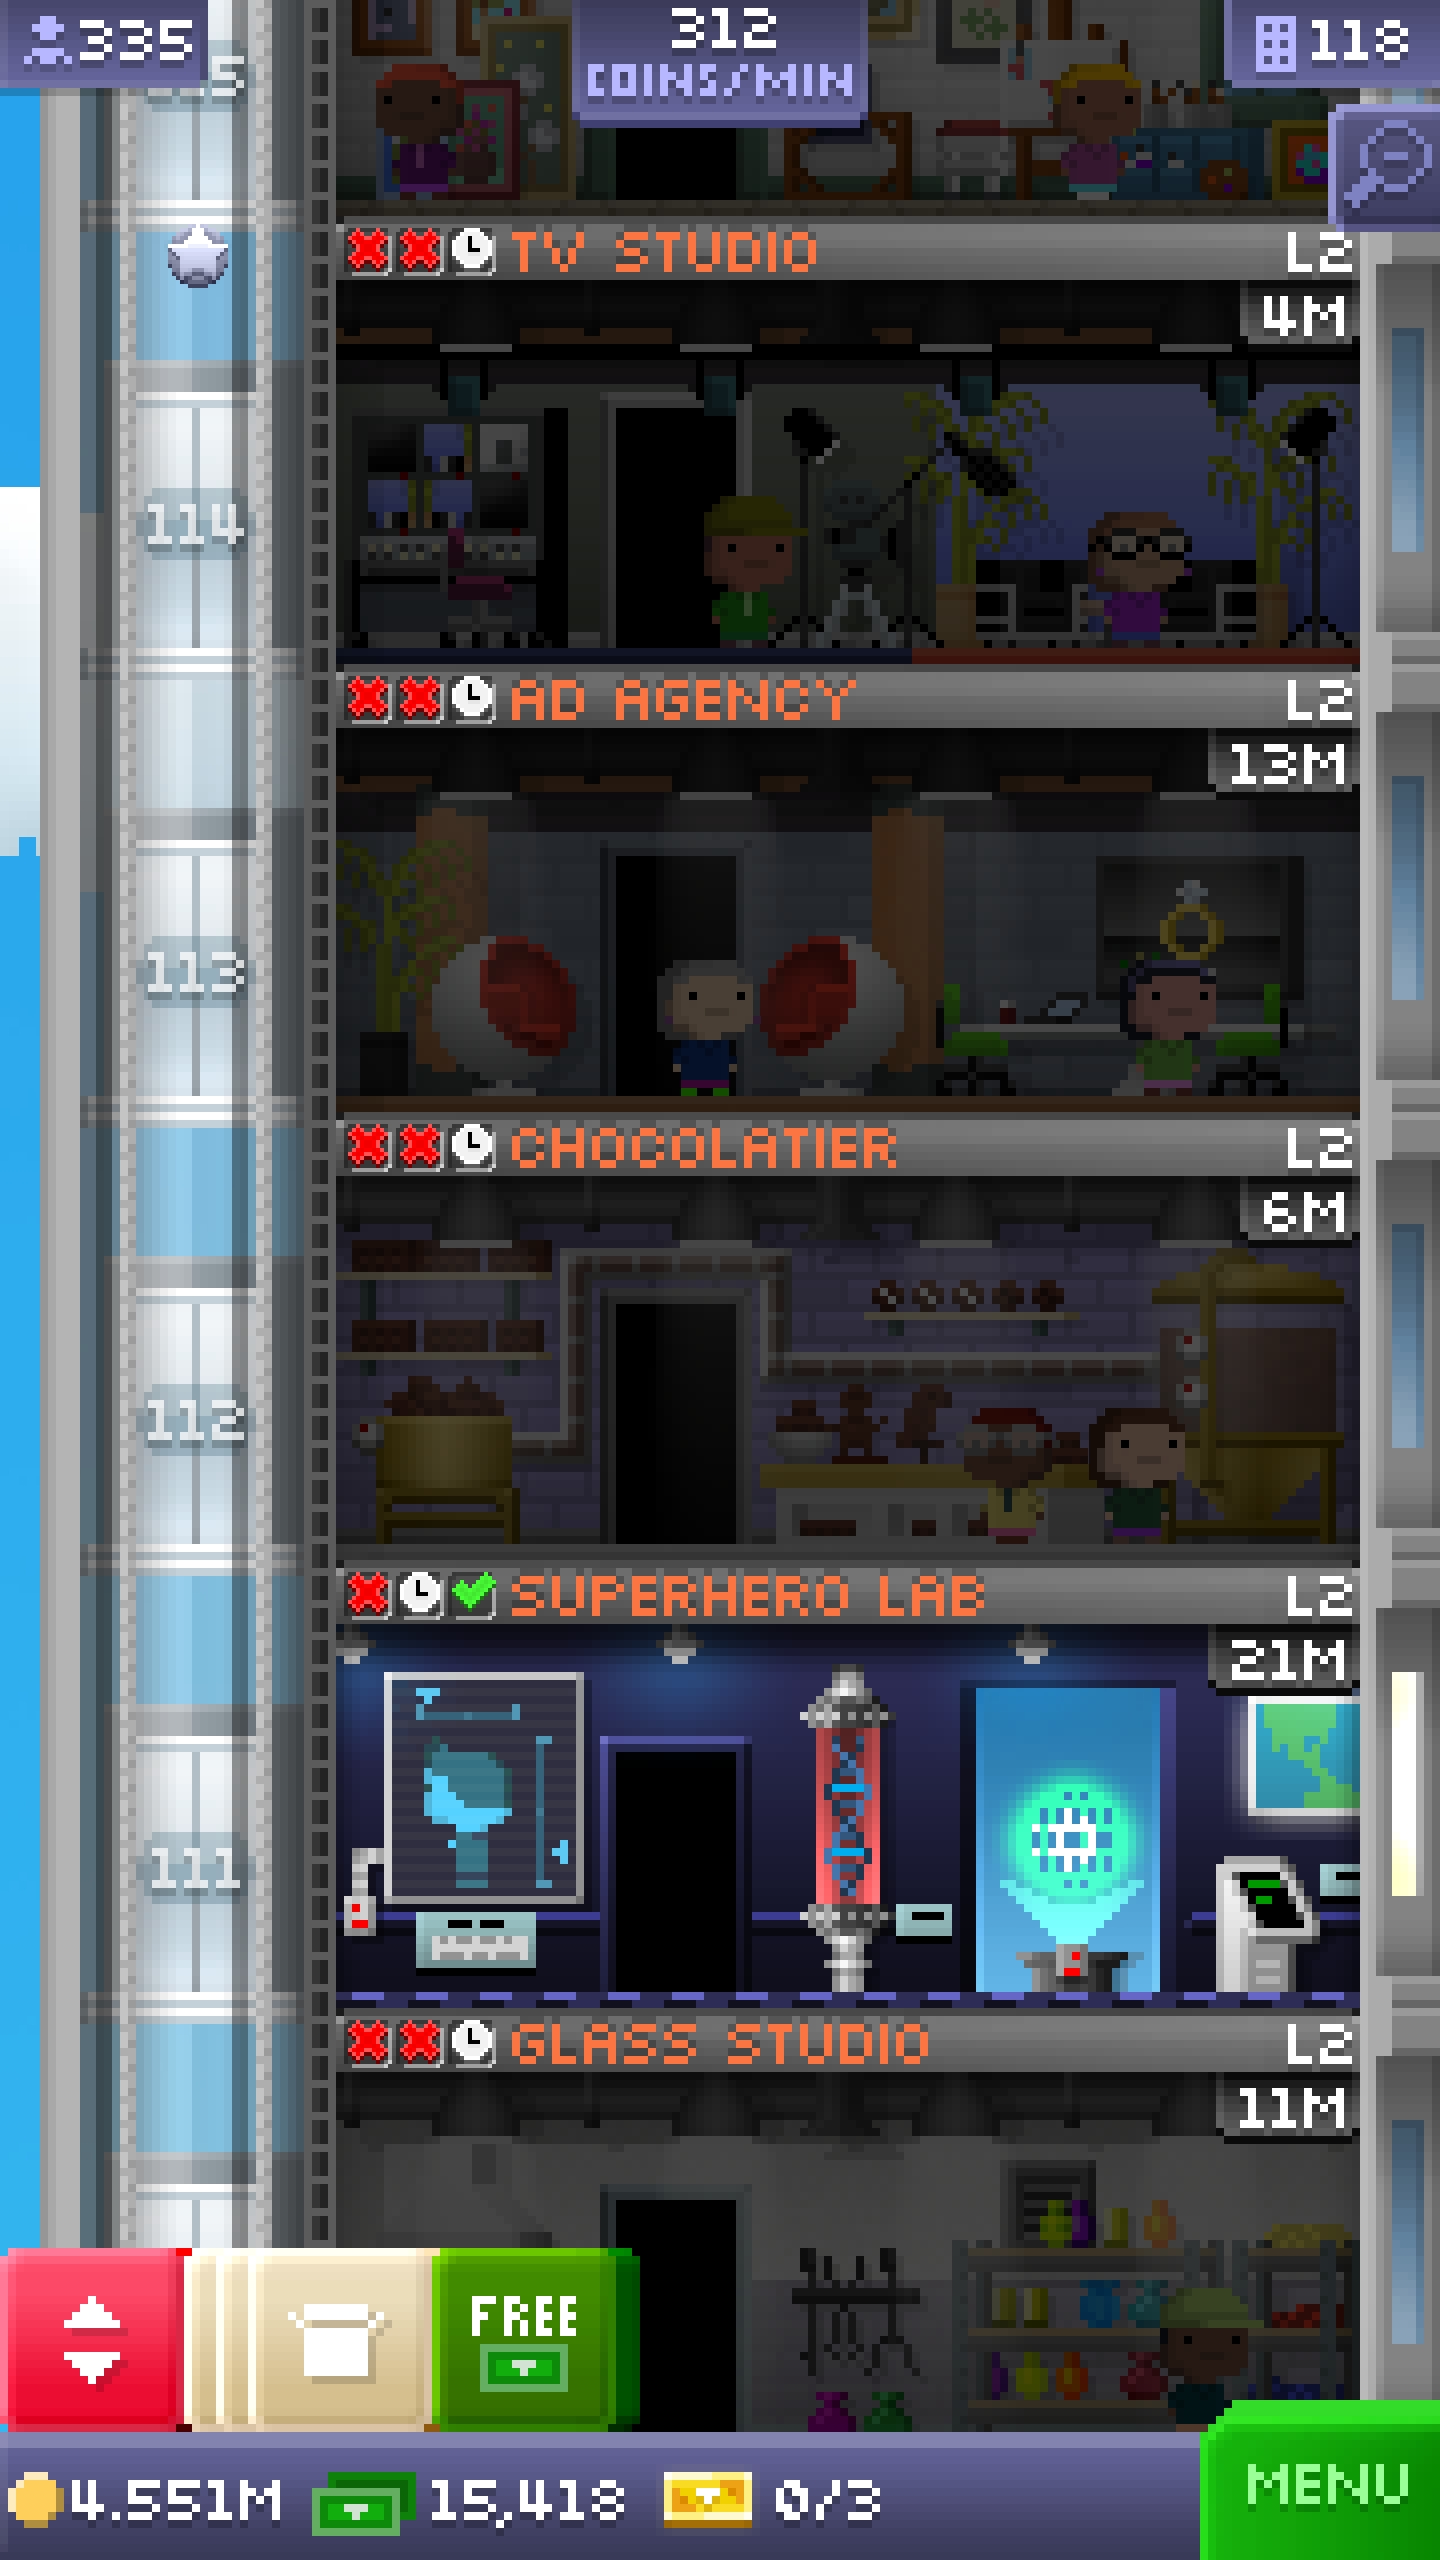 335
312
COINS/MIN
118
TV STUDIO
L2
4M
114
AD AGENCY
L2
13M
113
CHOCOLATIER
L2
6M
112
SUPERHERO LAB
L2
21M
111
GLASS STUDIO
L2
11M
FREE
4.551M
15,418
0/3
MENU